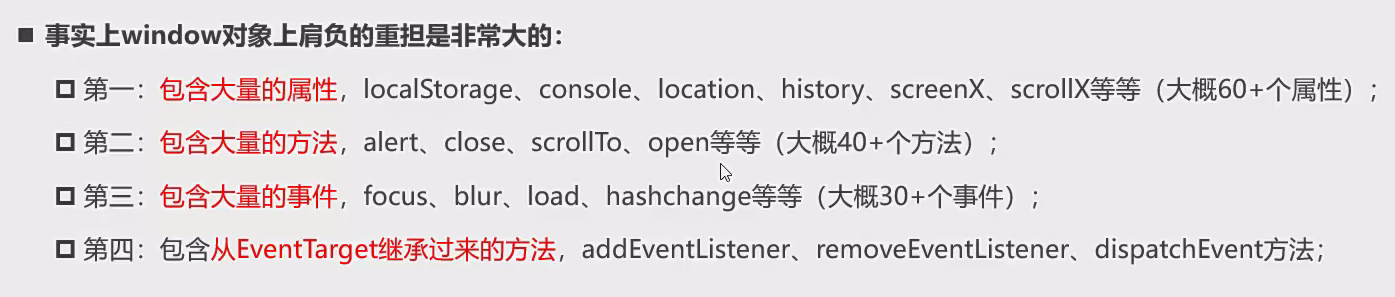 事实上window对象上肩负的重担是非常大的：
第一：包含大量的属性，localStorage、console、location、history、screenX、scrollX等等（大概60+个属性）；
第二：包含大量的方法，alert、close、scrollTo、open等等（大概40+个方法）；
第三：包含大量的事件，focus、blur、load、hashchange等等（大概30+个事件）；
第四：包含从EventTarget继承过来的方法，addEventListener、removeEventListener、dispatchEvent方法；